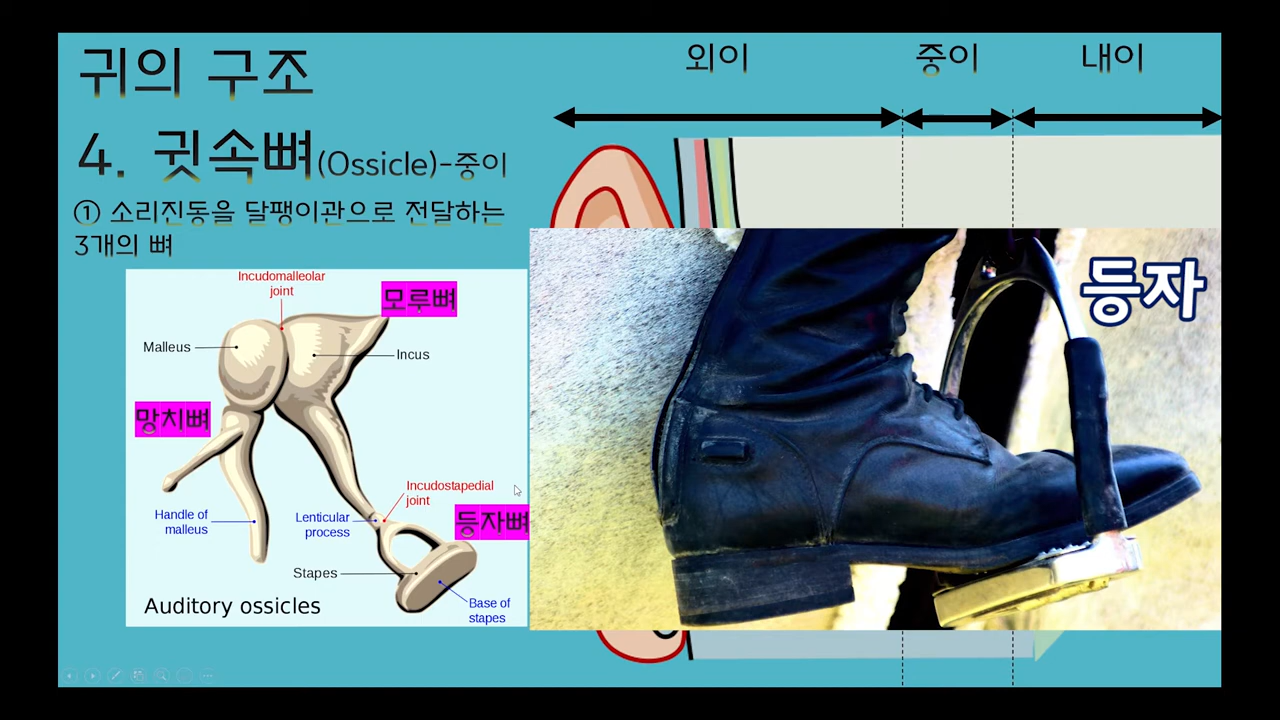 귀의 구조
4. 귓속뼈(Ossicle)-중이
① 소리진동을 달팽이관으로 전달하는
3개의 뼈
외이
중이
내이
Incudomalleolar
joint
모루뼈
Malleus
Incus
망치뼈
Incudostapedial
joint
Handle of
malleus
Lenticular
process
등자뼈
Stapes
Base of
stapes
Auditory ossicles
등자